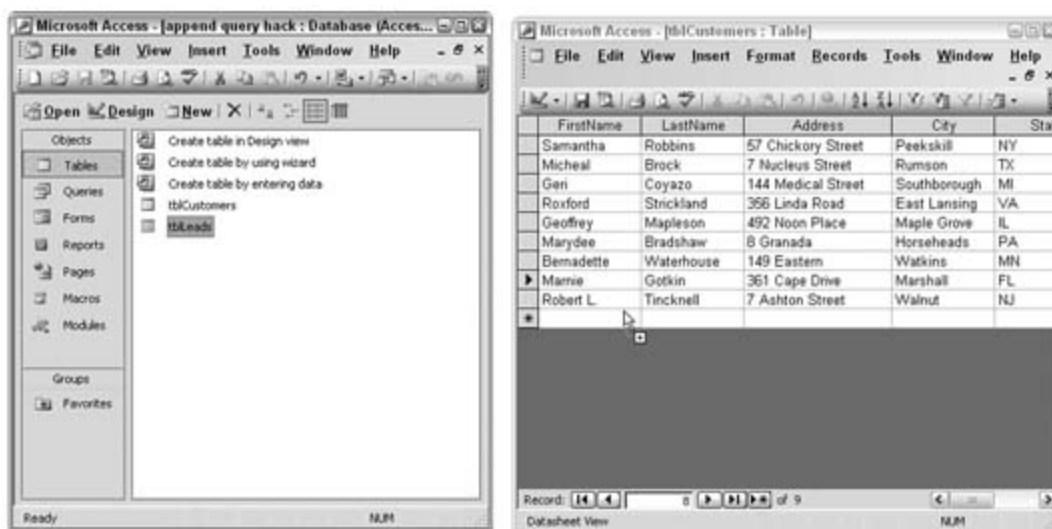 Microsoft Access - [append query hack : Database (Acces...
File Edit View Insert Tools Window Help
Open Design New
Objects
Tables
Queries
Forms
Reports
Pages
Macros
Modules
Groups
Favorites
Create table in Design view
Create table by using wizard
Create table by entering data
tblCustomers
tblLeads
Ready NUM
Microsoft Access - [tblCustomers : Table]
File Edit View Insert Format Records Tools Window Help
FirstName LastName Address City Sta
Samantha Robbins 57 Chickory Street Peekskill NY
Micheal Brock 7 Nucleus Street Rumson TX
Geri Coyazo 144 Medical Street Southborough MI
Roxford Strickland 356 Linda Road East Lansing VA
Geoffrey Mapleson 492 Noon Place Maple Grove IL
Marydee Bradshaw 8 Granada Horseheads PA
Bernadette Waterhouse 149 Eastern Watkins MN
Marnie Gotkin 361 Cape Drive Marshall FL
Robert L. Tincknell 7 Ashton Street Walnut NJ
Record: 8 of 9
Datasheet View NUM